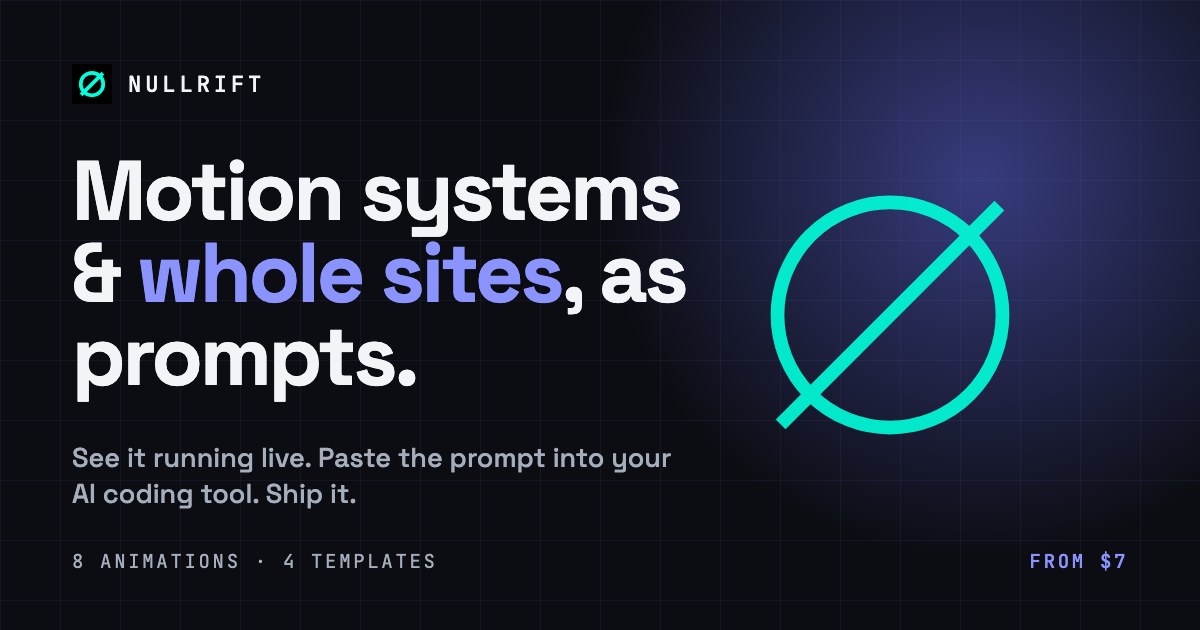 NULLRIFT
Motion systems
& whole sites, as
prompts.
See it running live. Paste the prompt into your
AI coding tool. Ship it.
8 ANIMATIONS · 4 TEMPLATES
FROM $7